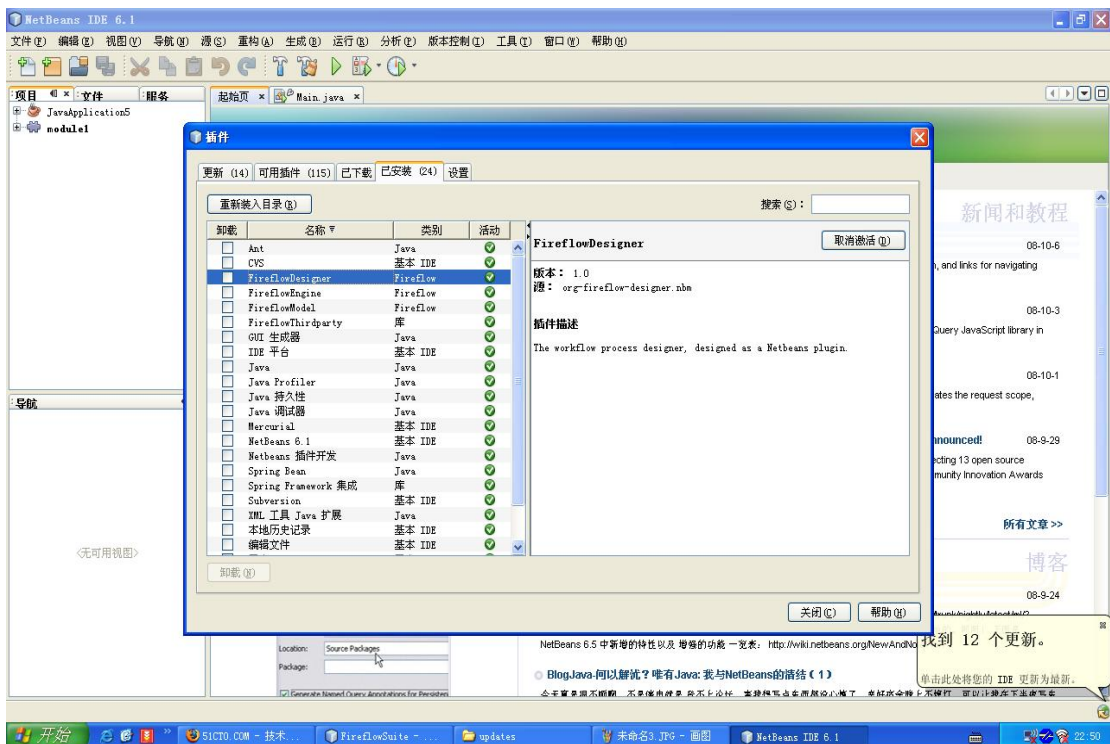 NetBeans IDE 6.1
文件(F) 编辑(E) 视图(V) 导航(N) 源(S) 重构(A) 生成(B) 运行(R) 分析(P) 版本控制(I) 工具(T) 窗口(W) 帮助(H)
项目 文件 服务 起始页 Main.java
JavaApplication5
module1
插件
更新 (14) 可用插件 (115) 已下载 已安装 (24) 设置
重新装入目录(R) 搜索(S):
卸载 名称 类别 活动
Ant Java
CVS 基本 IDE
FireflowDesigner Fireflow
FireflowEngine Fireflow
FireflowModel Fireflow
FireflowThirdparty 库
GUI 生成器 Java
IDE 平台 基本 IDE
Java Java
Java Profiler Java
Java 持久性 Java
Java 调试器 Java
Mercurial 基本 IDE
NetBeans 6.1 基本 IDE
Netbeans 插件开发 Java
Spring Bean Java
Spring Framework 集成 库
Subversion 基本 IDE
XML 工具 Java 扩展 Java
本地历史记录 基本 IDE
编辑文件 基本 IDE
卸载(N)
FireflowDesigner 取消激活(D)
版本: 1.0
源: org-fireflow-designer.nbm
插件描述
The workflow process designer, designed as a Netbeans plugin.
关闭(C) 帮助(H)
导航
<无可用视图>
新闻和教程
08-10-6
, and links for navigating
08-10-3
Query JavaScript library in
08-10-1
ates the request scope,
nnounced! 08-9-29
ecting 13 open source
munity Innovation Awards
所有文章 >>
博客
08-9-24
Location: Source Packages
Package:
Generate Named Query Annotations for Persisten
NetBeans 6.5 中新增的特性以及 增强的功能 一览表: http://wiki.netbeans.org/NewAndNo
BlogJava-何以解忧?唯有Java: 我与NetBeans的情结 ( 1 )
找到 12 个更新。
单击此处将您的 IDE 更新为最新。
开始 51CTO.COM - 技术... FireflowSuite - ... updates 未命名3.JPG - 画图 NetBeans IDE 6.1 22:50